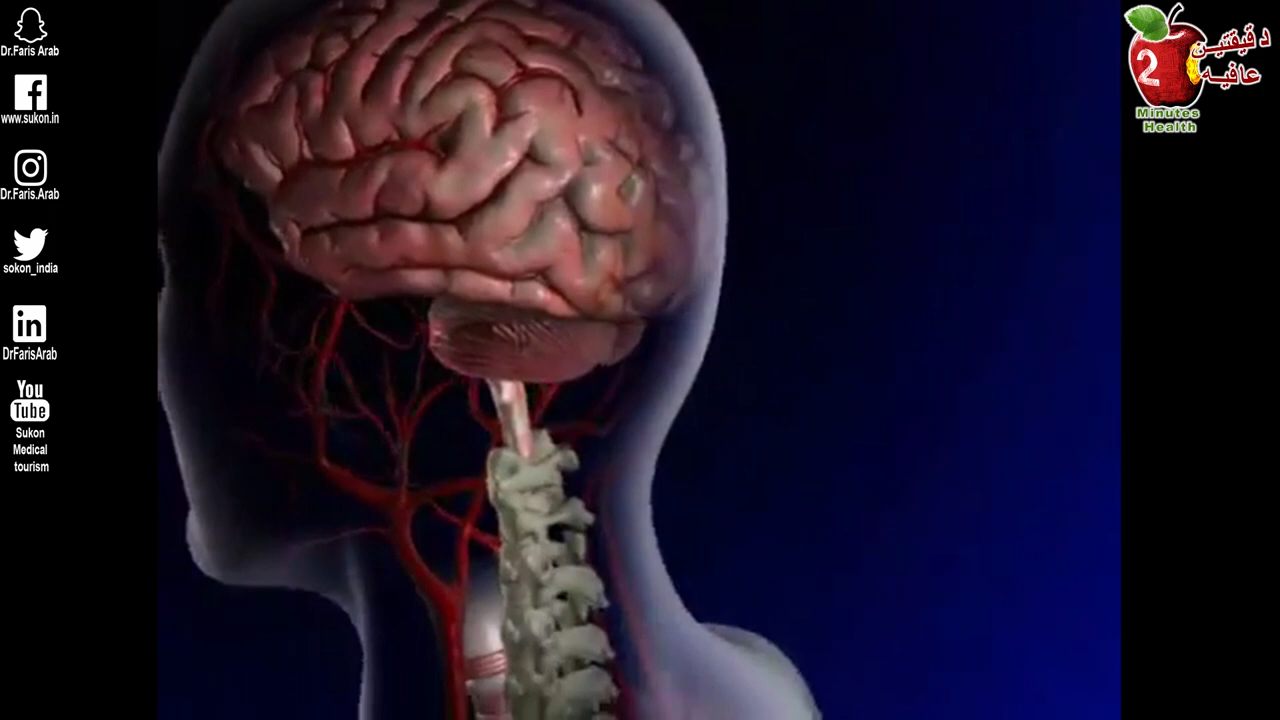 Dr.Faris Arab
www.sukon.in
Dr.Faris.Arab
sokon_india
in
DrFarisArab
You
Tube
Sukon
Medical
tourism
دقيقتين
عافيه
2
Minutes
Health